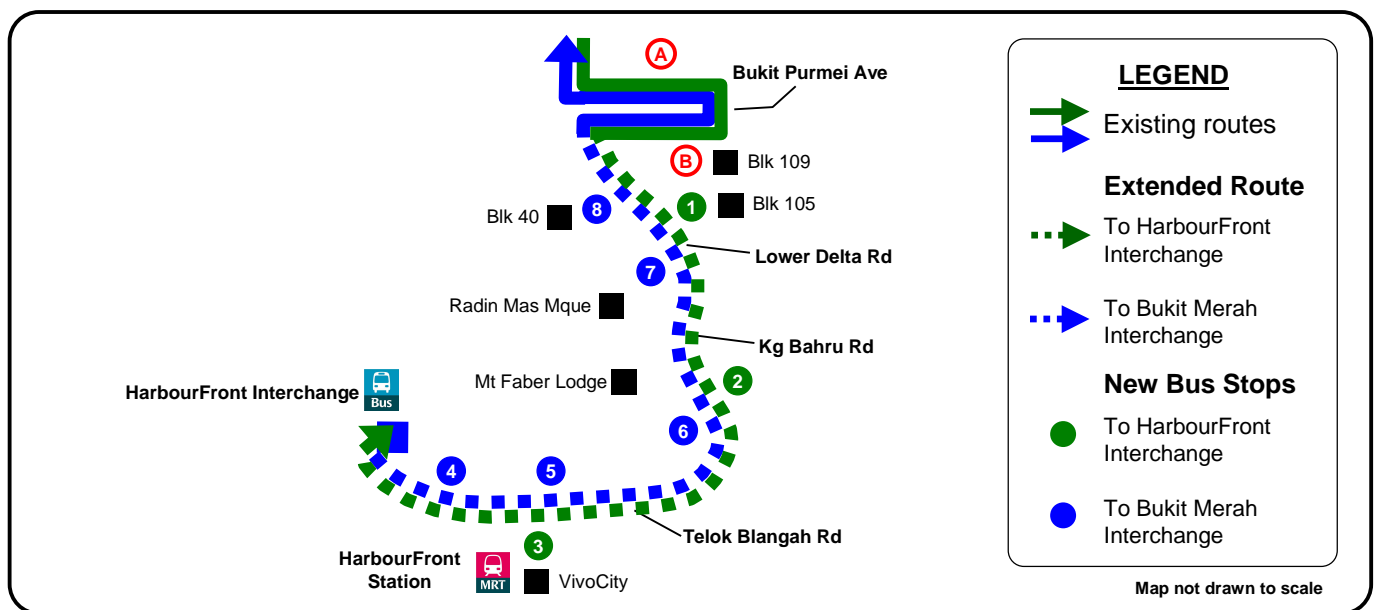 A
Bukit Purmei Ave
B
Blk 109
1
Blk 105
Blk 40
8
Lower Delta Rd
7
Radin Mas Mque
Kg Bahru Rd
Mt Faber Lodge
2
HarbourFront Interchange
Bus
6
4
5
Telok Blangah Rd
3
HarbourFront
Station
MRT
VivoCity
LEGEND
Existing routes
Extended Route
To HarbourFront
Interchange
To Bukit Merah
Interchange
New Bus Stops
To HarbourFront
Interchange
To Bukit Merah
Interchange
Map not drawn to scale